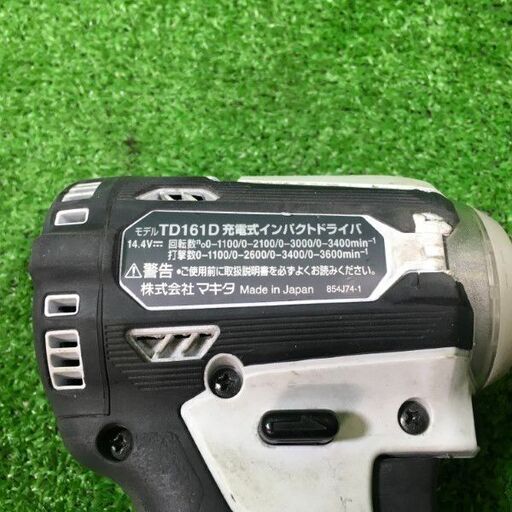 モデル TD161D 充電式インパクトドライバ
14.4V⎓ 回転数n₀0-1100/0-2100/0-3000/0-3400min⁻¹
打撃数0-1100/0-2600/0-3400/0-3600min⁻¹
⚠警告 ●ご使用前に取扱説明書を必ずお読みください。
株式会社 マキタ Made in Japan 854J74-1